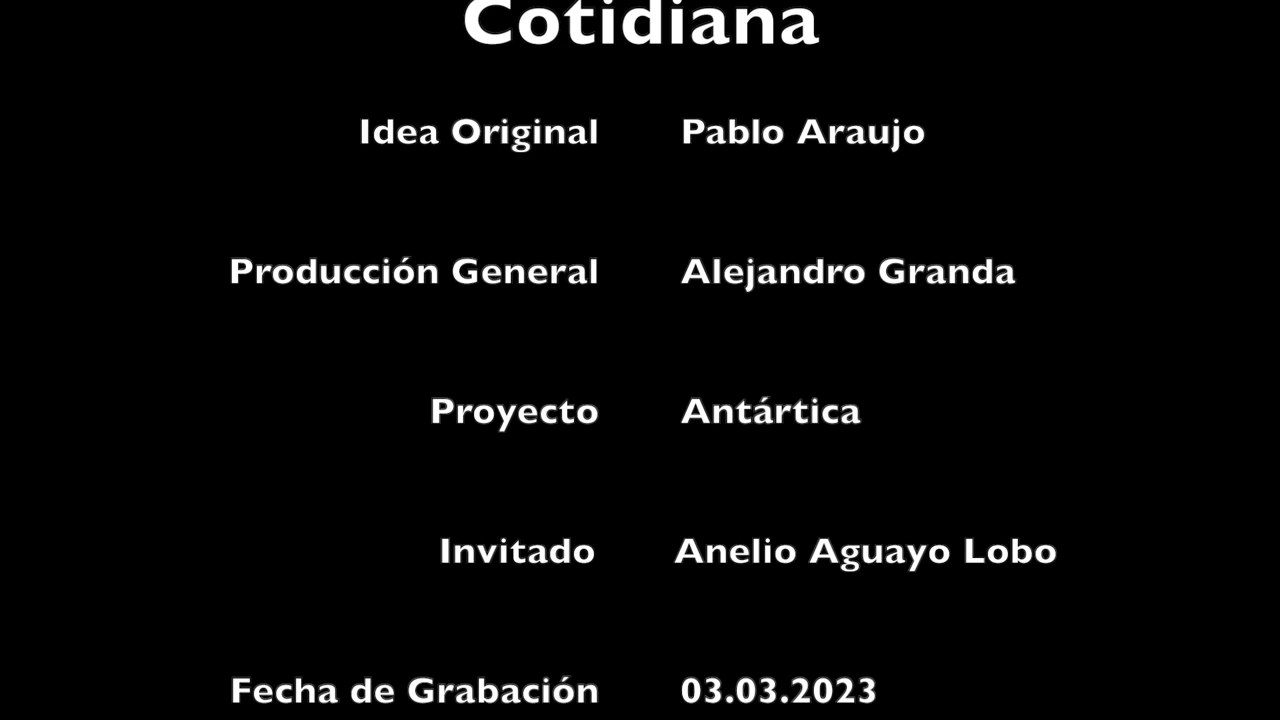 Cotidiana
Idea Original Pablo Araujo
Producción General Alejandro Granda
Proyecto Antártica
Invitado Anelio Aguayo Lobo
Fecha de Grabación 03.03.2023